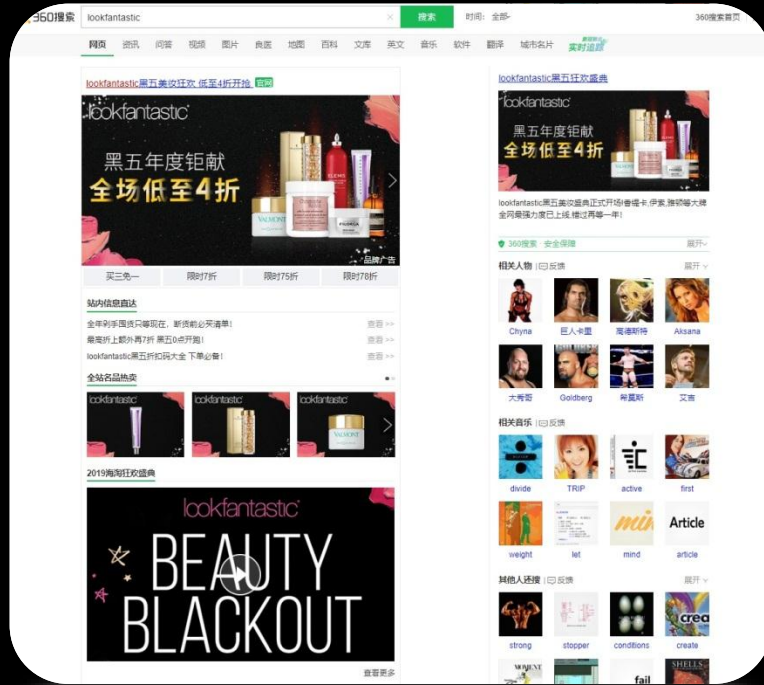 360搜索
lookfantastic
×
搜索
时间: 全部
360搜索首页
网页 资讯 问答 视频 图片 良医 地图 百科 文库 英文 音乐 软件 翻译 城市名片
实时追踪
lookfantastic黑五美妆狂欢 低至4折开抢 官网
lookfantastic
黑五年度钜献
全场低至4折
VALMONT
ELEMIS
品牌广告
买三免一 限时7折 限时75折 限时78折
站内信息直达
全年剁手囤货只等现在，断货前必买清单! 查看 >>
最高折上额外再7折 黑五0点开跑! 查看 >>
lookfantastic黑五折扣码大全 下单必备! 查看 >>
全站名品热卖
lookfantastic
lookfantastic
lookfantastic
VALMONT
2019海淘狂欢盛典
lookfantastic
BEAUTY
BLACKOUT
查看更多
lookfantastic黑五狂欢盛典
lookfantastic
黑五年度钜献
全场低至4折
lookfantastic黑五美妆盛典正式开场!香缇卡,伊索,雅顿等大牌
全网最强力度已上线,错过再等一年!
360搜索 · 安全保障 展开
相关人物 反馈 展开
Chyna 巨人卡里 高德斯特 Aksana
大秀哥 Goldberg 希莫斯 艾吉
相关音乐 反馈
divide TRIP active first
min
Article
weight let mind article
其他人还搜 反馈 展开
crea
strong stopper conditions create
MOMENT
fail
SHELLS